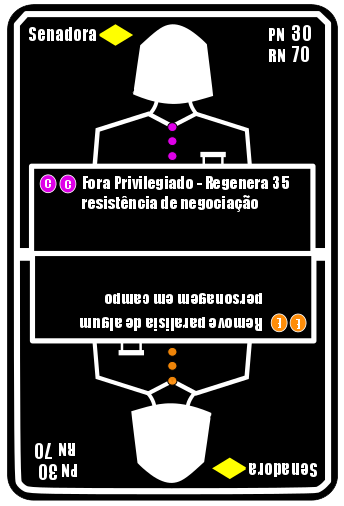 Senadora
PN 30
RN 70
C C Fora Privilegiado - Regenera 35
resistência de negociação
Senadora
PN 30
RN 70
Remove paralisia de algum
personagem em campo